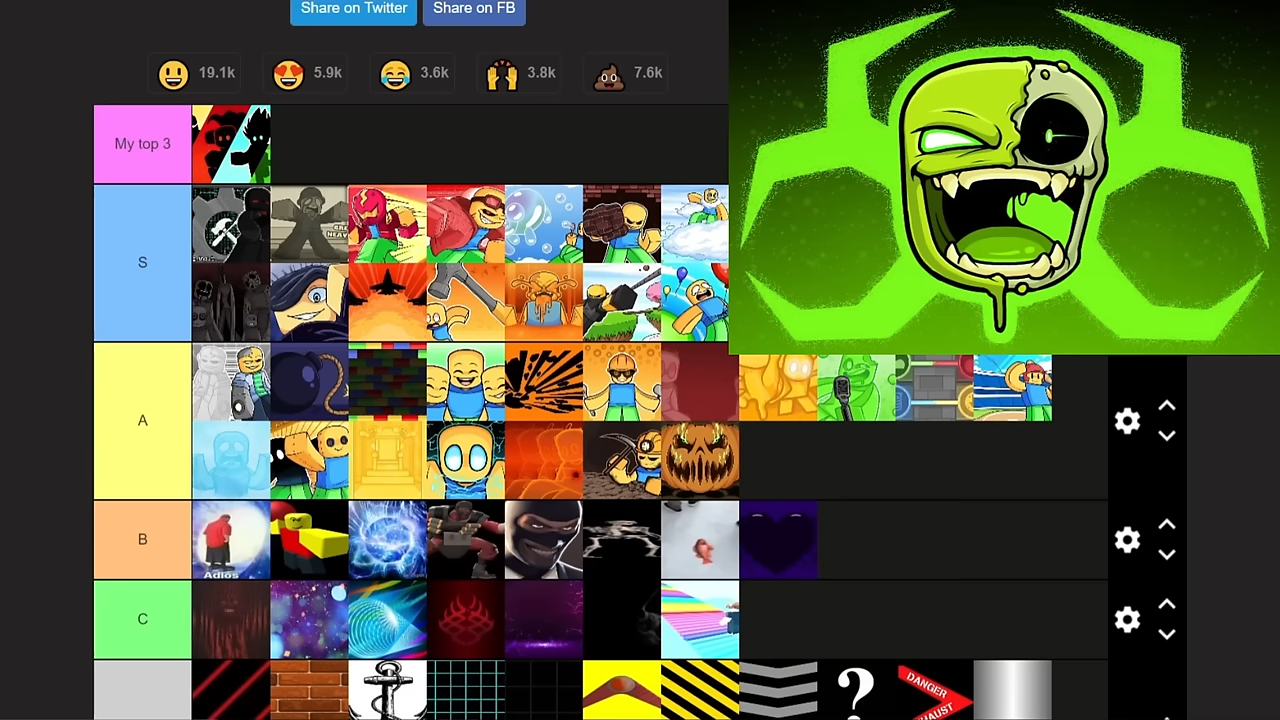 Share on Twitter
Share on FB
19.1k
5.9k
3.6k
3.8k
7.6k
My top 3
S
A
B
Adios
C
?
DANGER